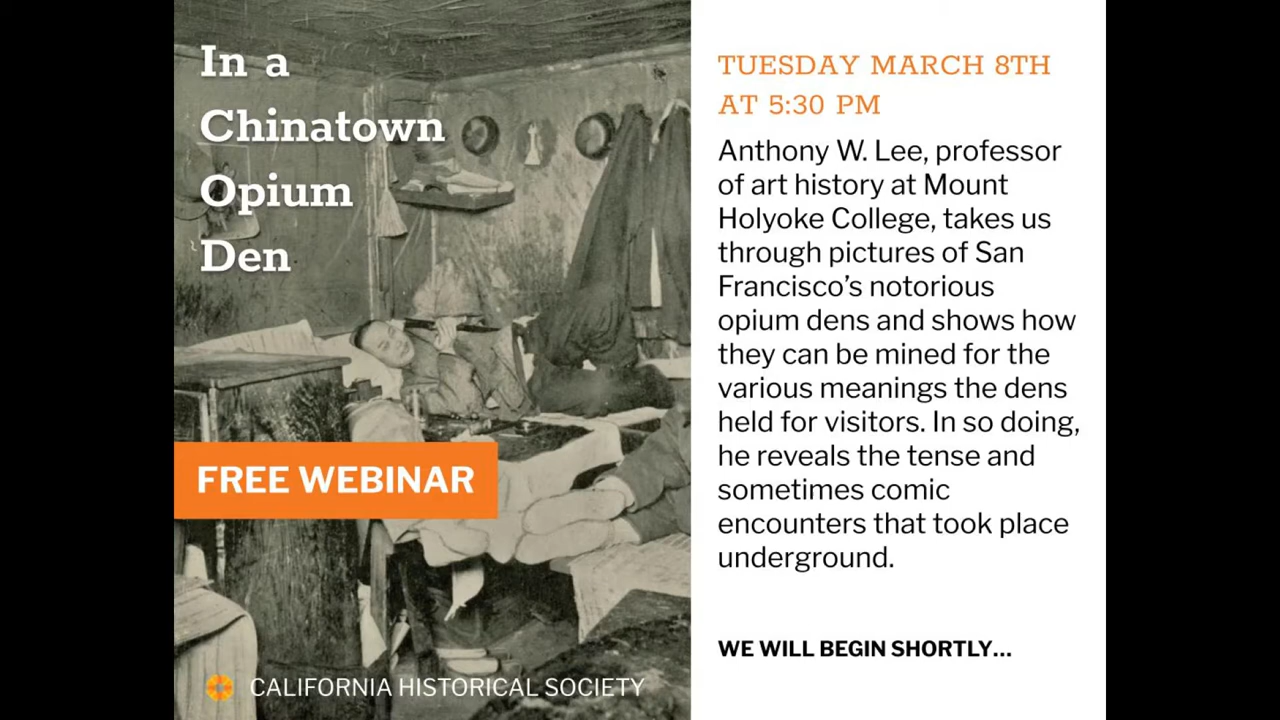 In a
Chinatown
Opium
Den
FREE WEBINAR
CALIFORNIA HISTORICAL SOCIETY
TUESDAY MARCH 8TH
AT 5:30 PM
Anthony W. Lee, professor
of art history at Mount
Holyoke College, takes us
through pictures of San
Francisco’s notorious
opium dens and shows how
they can be mined for the
various meanings the dens
held for visitors. In so doing,
he reveals the tense and
sometimes comic
encounters that took place
underground.
WE WILL BEGIN SHORTLY...